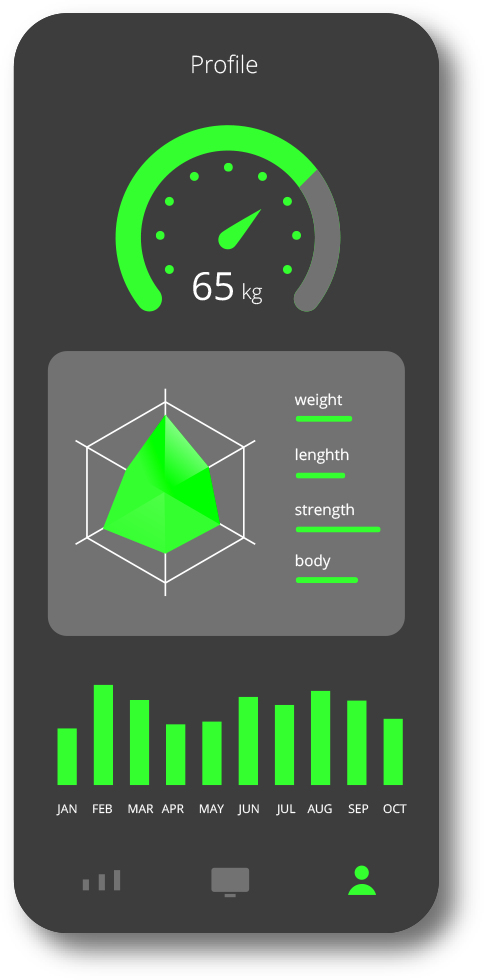 Profile
65 kg
weight
lenghth
strength
body
JAN FEB MAR APR MAY JUN JUL AUG SEP OCT